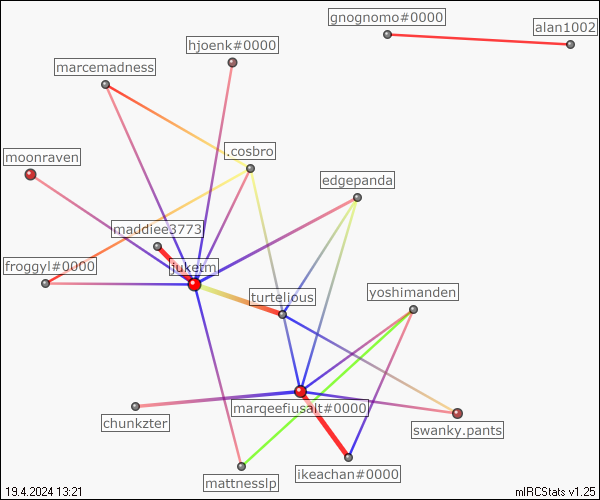 gnognomo#0000
alan1002
hjoenk#0000
marcemadness
.cosbro
moonraven
edgepanda
maddiee3773
froggyl#0000
juketm
turtelious
yoshimanden
marqeefiusalt#0000
chunkzter
swanky.pants
ikeachan#0000
mattnesslp
19.4.2024 13:21
mIRCStats v1.25